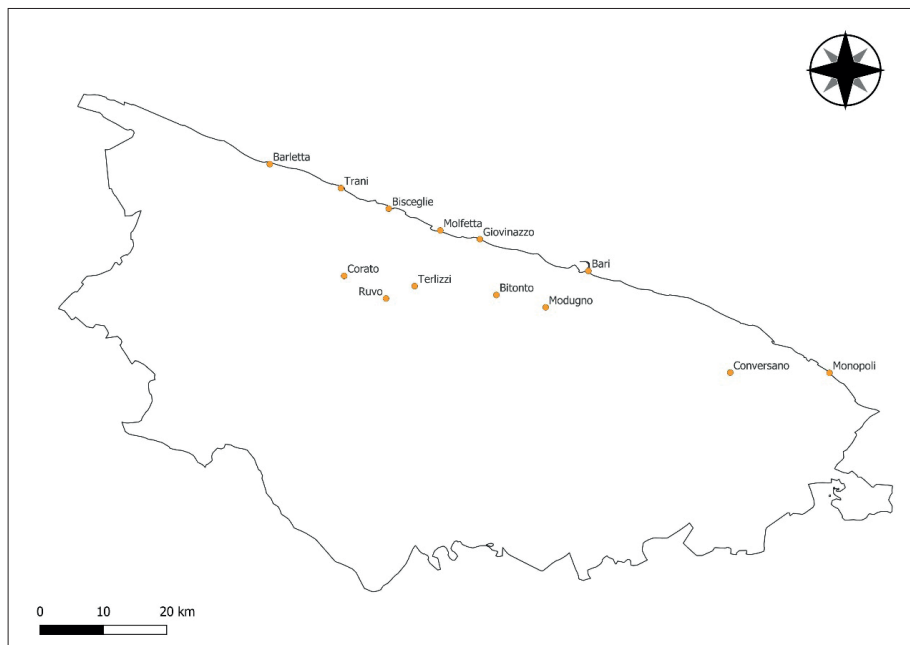 Barletta
Trani
Bisceglie
Molfetta
Giovinazzo
Bari
Corato
Terlizzi
Ruvo
Bitonto
Modugno
Conversano
Monopoli
0 10 20 km